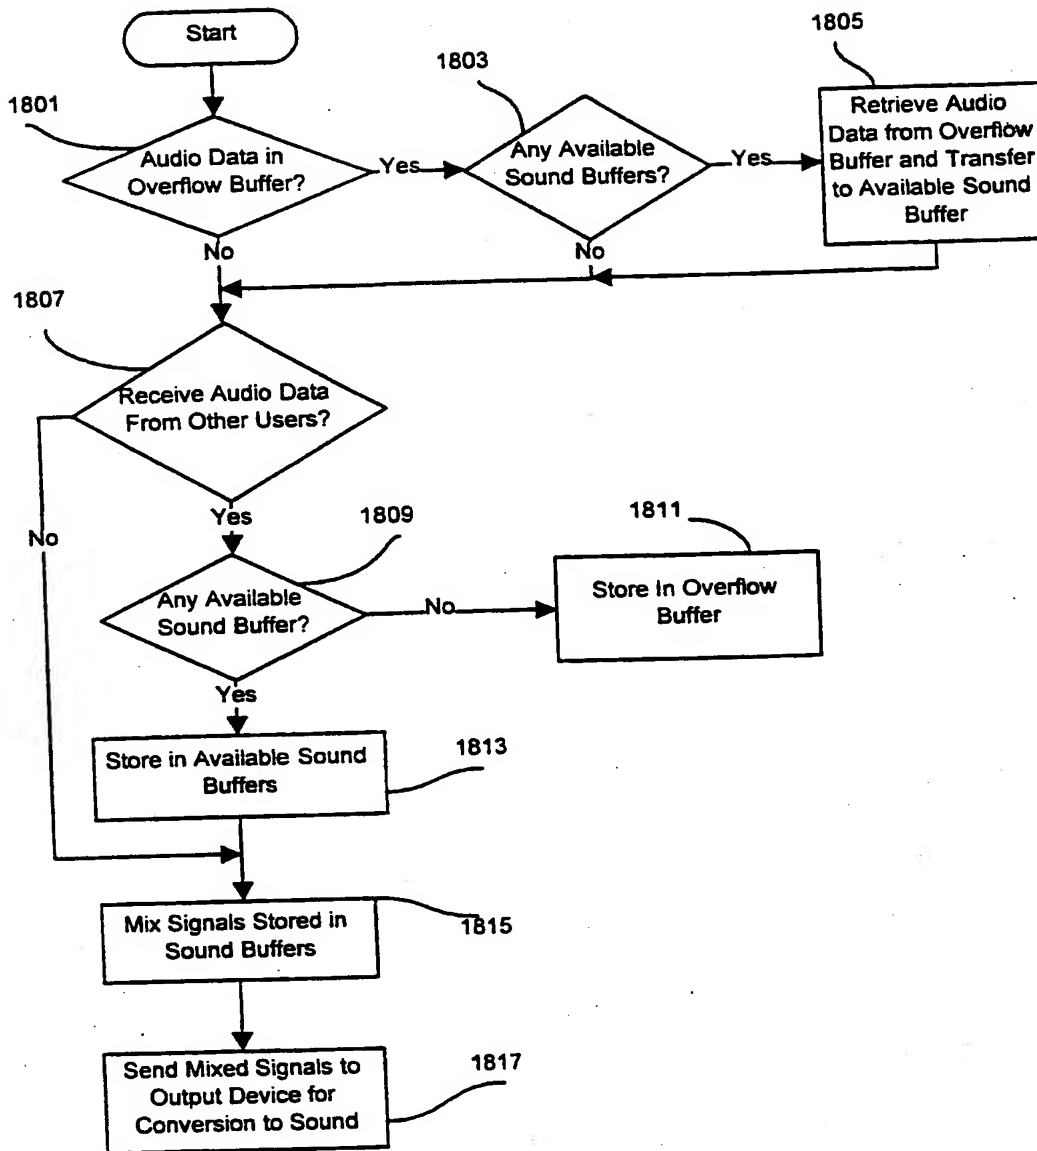 Start
1801
Audio Data in
Overflow Buffer?
Yes
No
1803
Any Available
Sound Buffers?
Yes
No
1805
Retrieve Audio
Data from Overflow
Buffer and Transfer
to Available Sound
Buffer
1807
Receive Audio Data
From Other Users?
No
Yes
1809
Any Available
Sound Buffer?
No
Yes
1811
Store In Overflow
Buffer
Store in Available Sound
Buffers
1813
Mix Signals Stored in
Sound Buffers
1815
Send Mixed Signals to
Output Device for
Conversion to Sound
1817